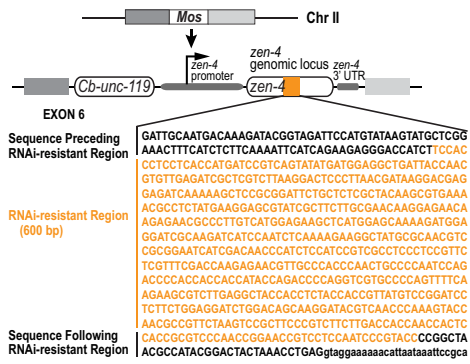 Mos
Chr II
zen-4
promoter
zen-4
genomic locus
zen-4
3' UTR
Cb-unc-119
zen-4
EXON 6
Sequence Preceding
RNAi-resistant Region
GATTGCAATGACAAAGATACGGTAGATTCCATGTATAAGTATGCTCGG
AAACTTTCATCTCTTCAAAATTCATCAGAAGAGGGACCATCTTCCAC
RNAi-resistant Region
(600 bp)
CCTCCTCACCATGATCCGTCAGTATATGATGGAGGCTGATTACCAAC
GTGTTGAGATCGCTCGTCTTAAGGACTCCCTTAACGATAAGGACGAG
GAGATCAAAAAGCTCCGCGGATTCTGCTCTCGCTACAAGCGTGAAA
ACGCCTCTATGAAGGAGCGTATCGCTTCTTGCGAACAAGGAGAACA
AGAGAACGCCCTTGTCATGGAGAAGCTCATGGAGCAAAAGATGGA
GGATCGCAAGATCATCCAATCTCAAAAGAAGGCTATGCGCAACGTC
CGCGGAATCATCGACAACCCATCTCCATCCGTCGCCTCCCTCCGTTC
TCGTTTCGACCAAGAGAACGTTGCCCACCCAACTGCCCCAATCCAG
ACCCCACCACCACCATACCAGACCCCAGGTCGTGCCCCAGTTTTCA
AGAAGCGTCTTGAGGCTACCACCTCTACCACCGTTATGTCCGGATCC
TCTTCTGGAGGATCTGGACAGCAAGGATACGTCAACCCAAAGTACC
AACGCCGTTCTAAGTCCGCTTCCCGTCTTCTTGACCACCAACCACTC
Sequence Following
RNAi-resistant Region
CACCGCGTCCCAACCGGAACCGTCCTCCAATCCCGTACCCCGGCTA
ACGCCATACGGACTACTAAACCTGAGgtaggaaaaaacattaataaattccgca